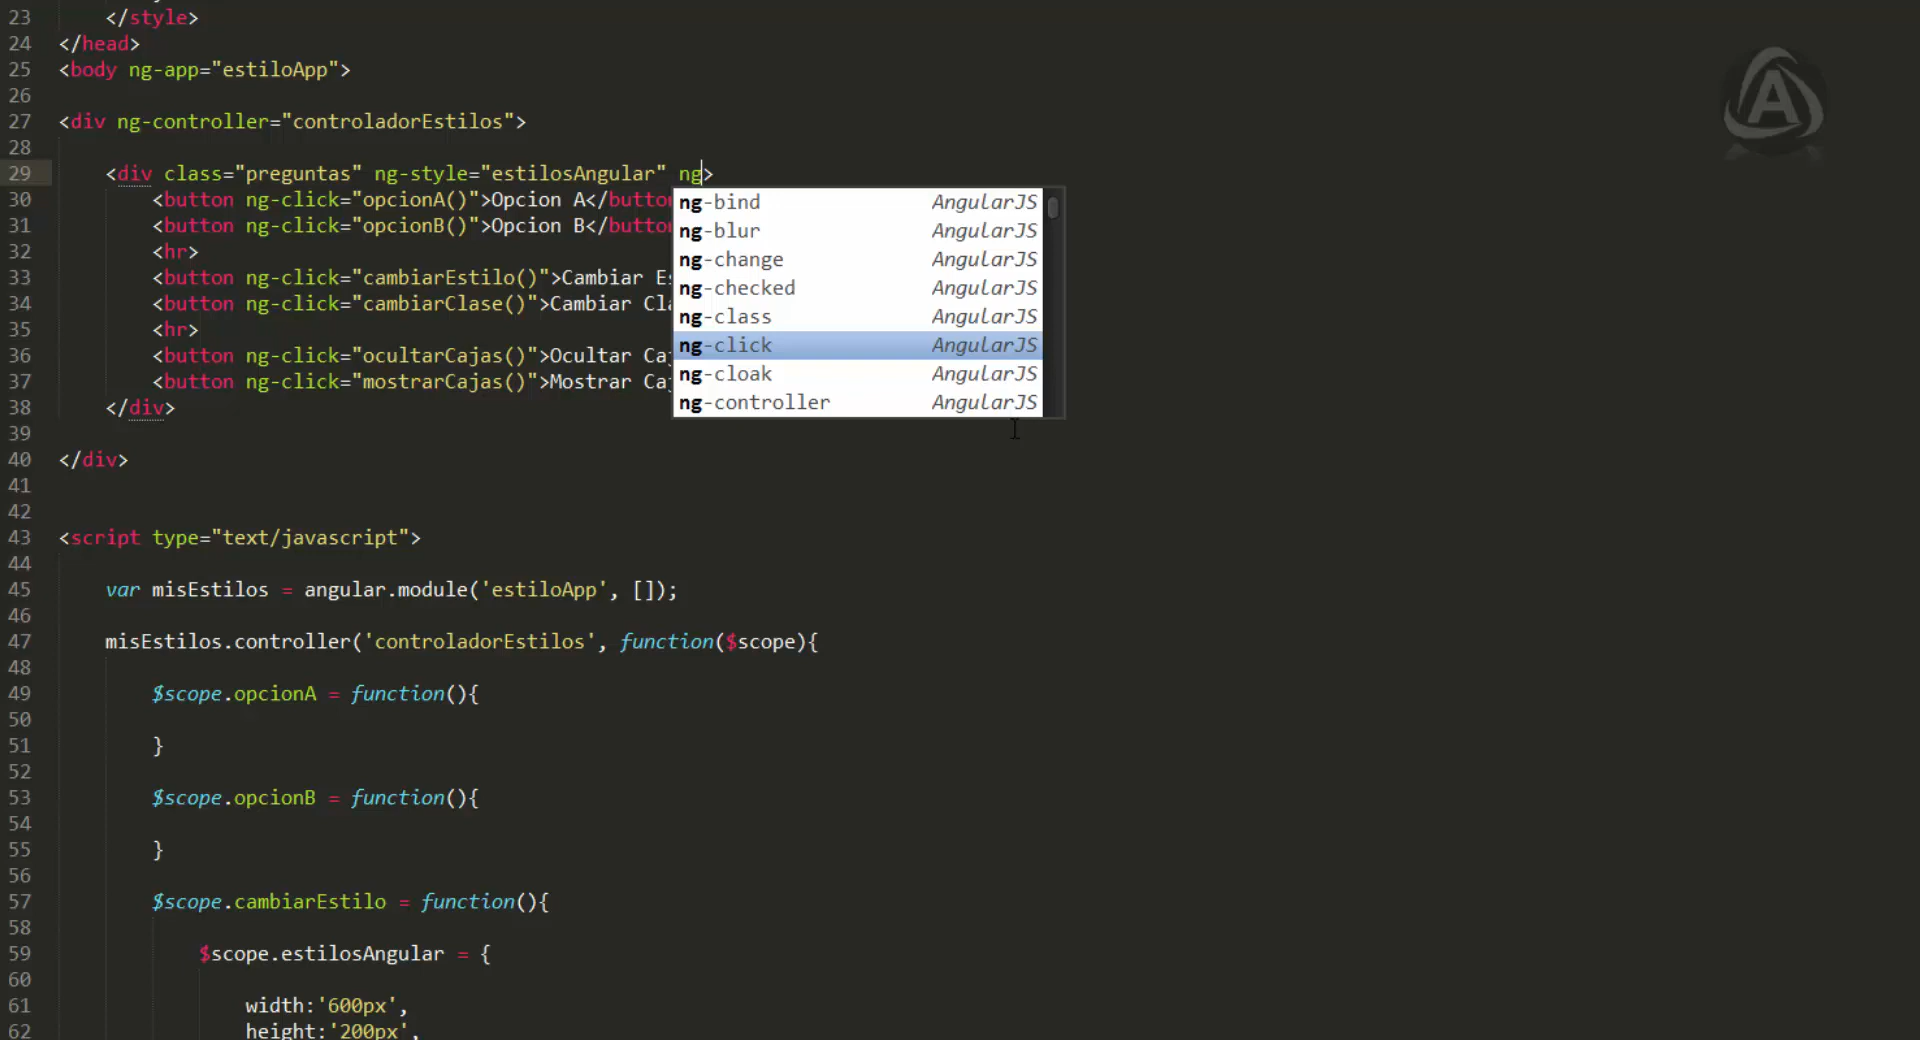 23 </style>
24 </head>
25 <body ng-app="estiloApp">
26
27 <div ng-controller="controladorEstilos">
28
29 <div class="preguntas" ng-style="estilosAngular" ng>
30 <button ng-click="opcionA()">Opcion A</button
31 <button ng-click="opcionB()">Opcion B</button
32 <hr>
33 <button ng-click="cambiarEstilo()">Cambiar Es
34 <button ng-click="cambiarClase()">Cambiar Cla
35 <hr>
36 <button ng-click="ocultarCajas()">Ocultar Caj
37 <button ng-click="mostrarCajas()">Mostrar Caj
38 </div>
39
40 </div>
41
42
43 <script type="text/javascript">
44
45 var misEstilos = angular.module('estiloApp', []);
46
47 misEstilos.controller('controladorEstilos', function($scope){
48
49 $scope.opcionA = function(){
50
51 }
52
53 $scope.opcionB = function(){
54
55 }
56
57 $scope.cambiarEstilo = function(){
58
59 $scope.estilosAngular = {
60
61 width:'600px',
62 height:'200px',
ng-bind AngularJS
ng-blur AngularJS
ng-change AngularJS
ng-checked AngularJS
ng-class AngularJS
ng-click AngularJS
ng-cloak AngularJS
ng-controller AngularJS
A